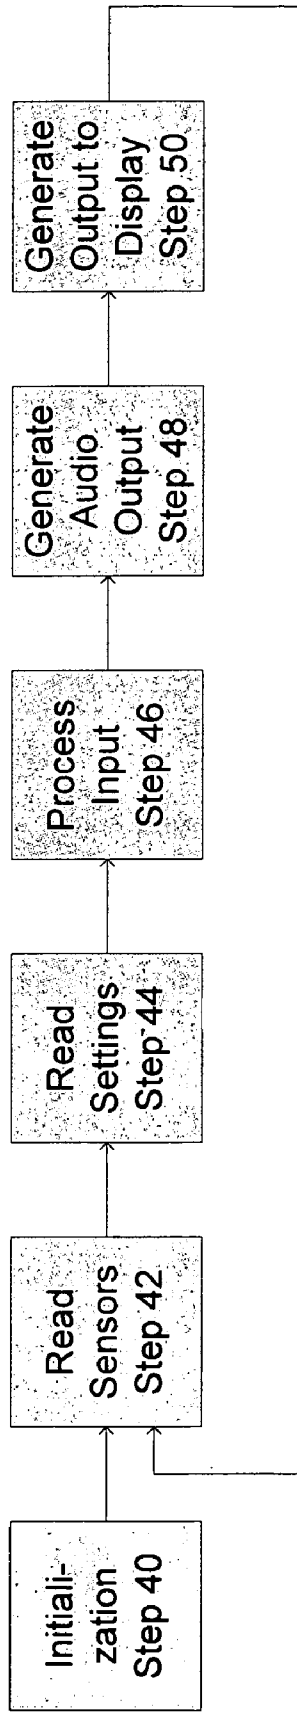 Initiali-
zation
Step 40
Read
Sensors
Step 42
Read
Settings
Step 44
Process
Input
Step 46
Generate
Audio
Output
Step 48
Generate
Output to
Display
Step 50